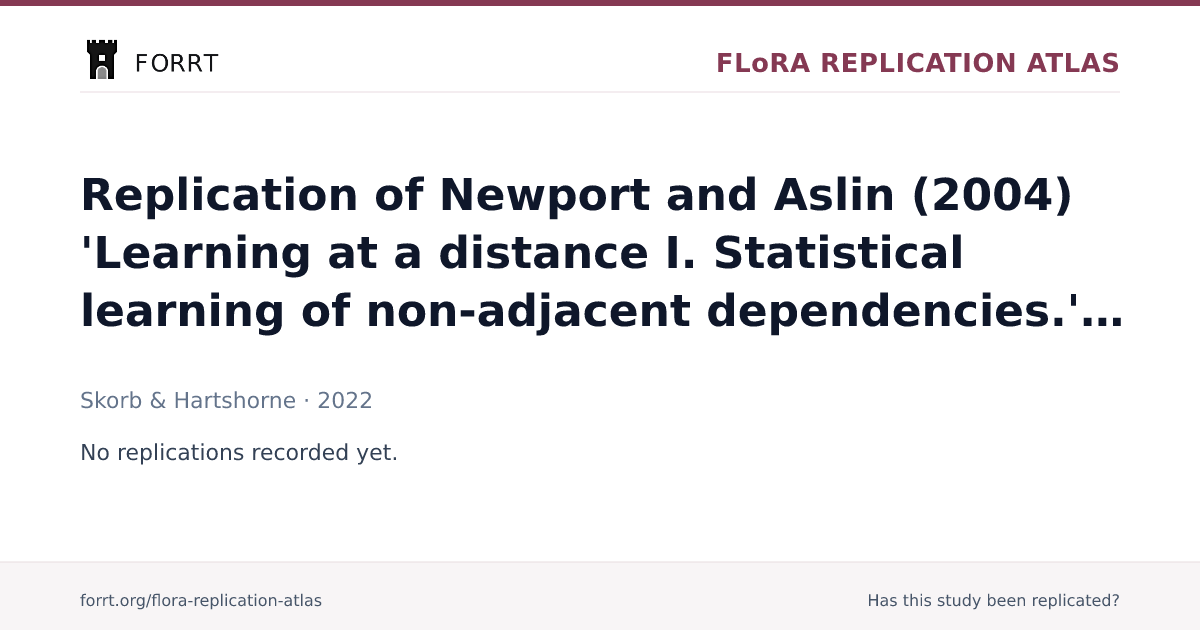 FORRT
FLoRA REPLICATION ATLAS
Replication of Newport and Aslin (2004)
'Learning at a distance I. Statistical
learning of non-adjacent dependencies.'…
Skorb & Hartshorne · 2022
No replications recorded yet.
forrt.org/flora-replication-atlas
Has this study been replicated?